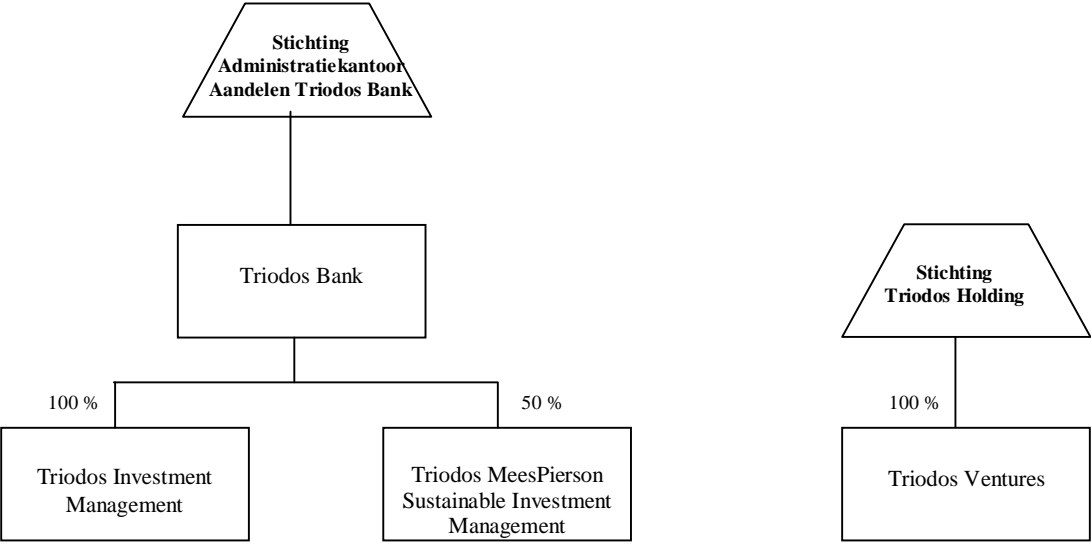 Stichting
Administratiekantoor
Aandelen Triodos Bank
Triodos Bank
Stichting
Triodos Holding
100 %
50 %
100 %
Triodos Investment
Management
Triodos MeesPierson
Sustainable Investment
Management
Triodos Ventures